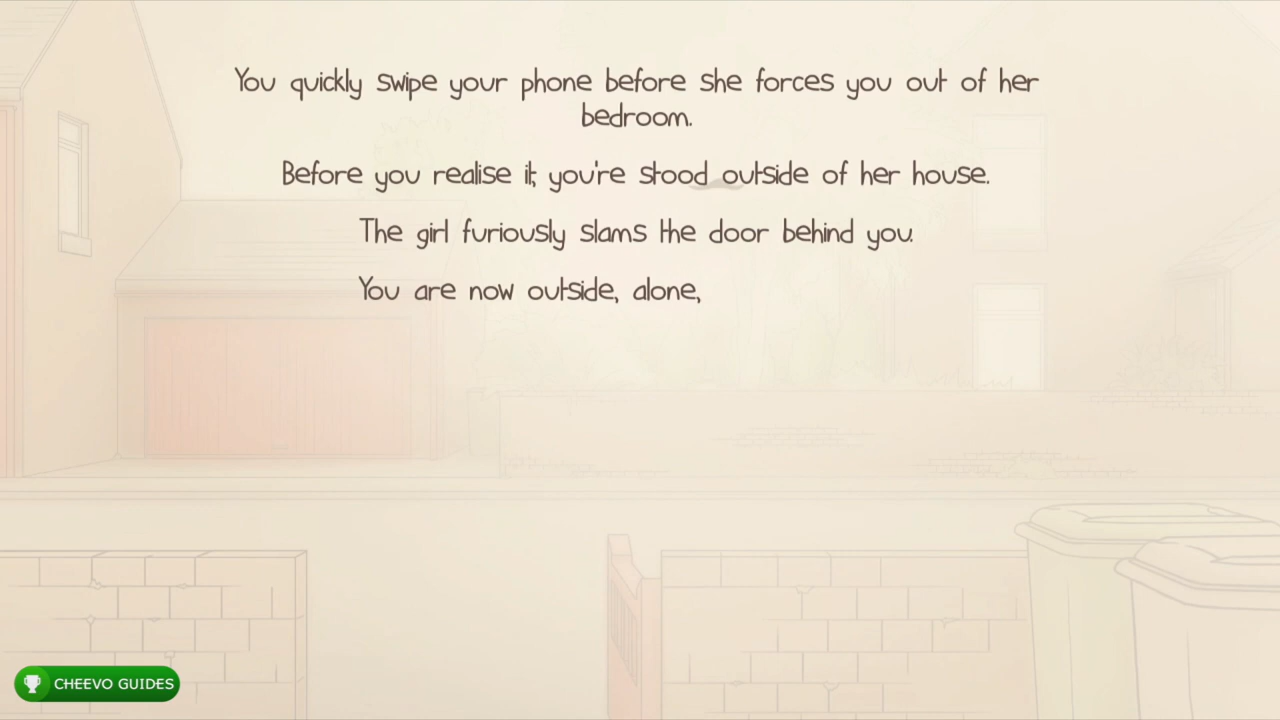 You quickly swipe your phone before she forces you out of her
bedroom.
Before you realise it, you're stood outside of her house.
The girl furiously slams the door behind you.
You are now outside, alone,
CHEEVO GUIDES